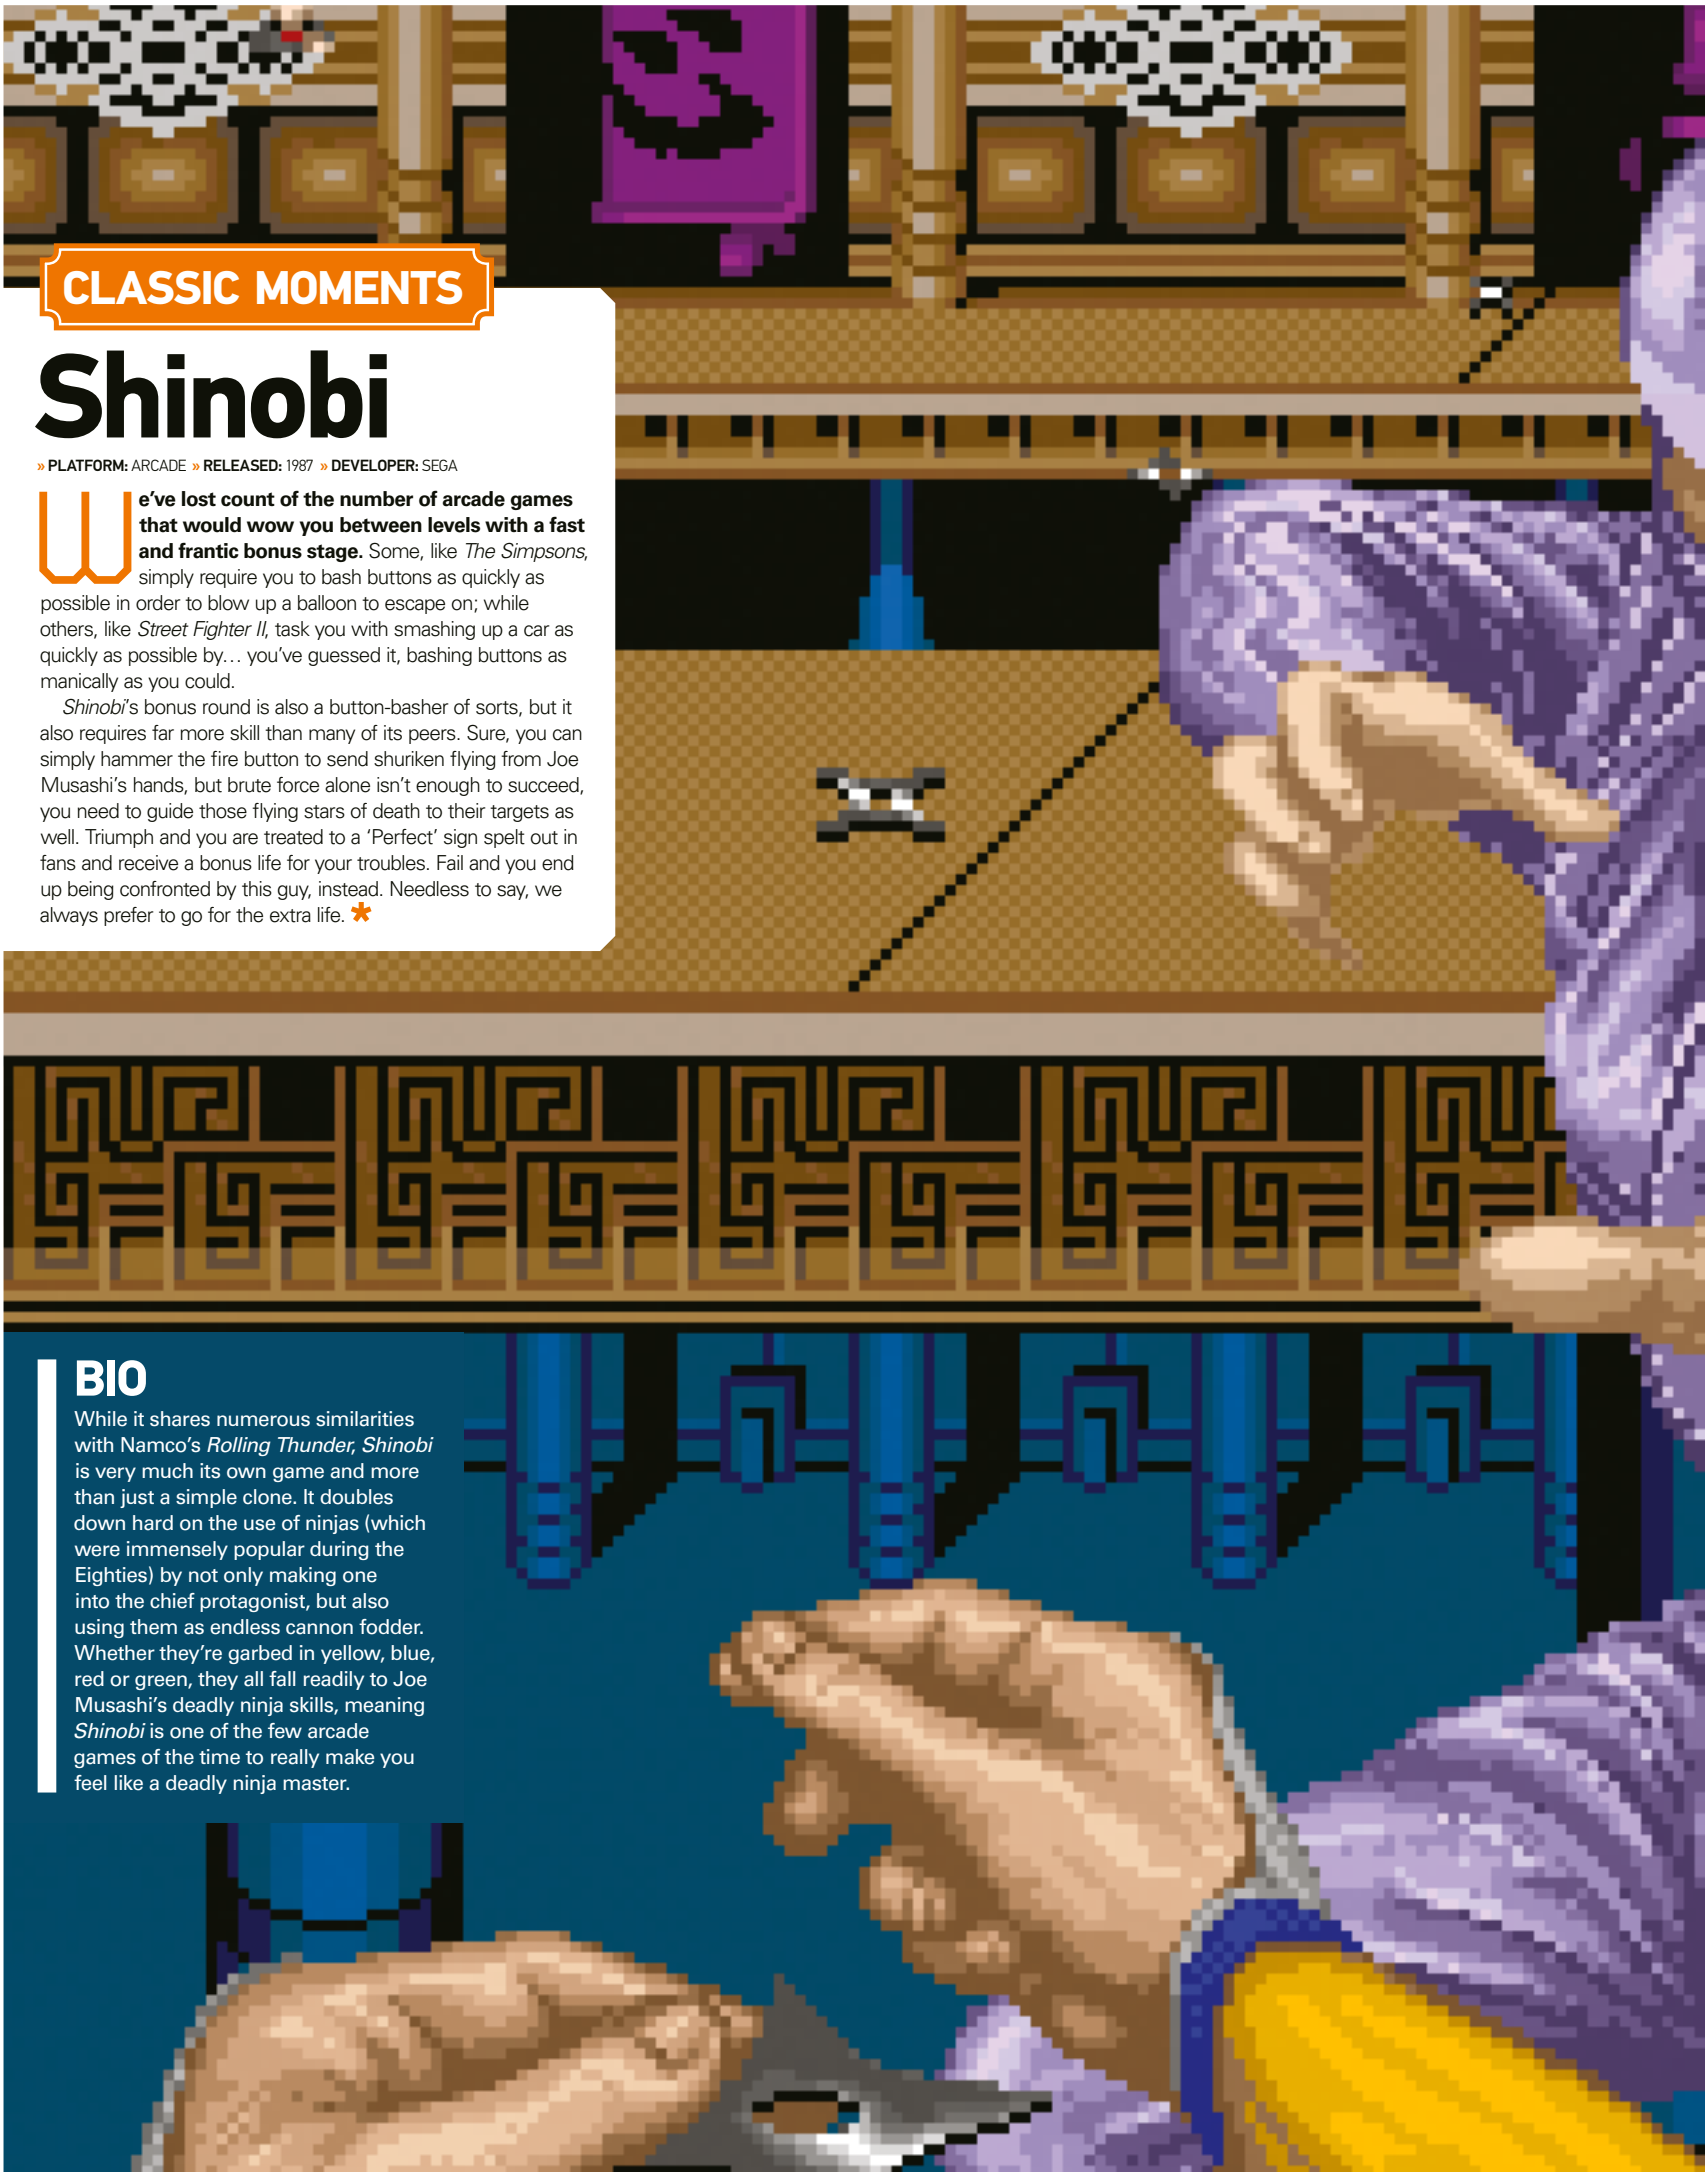 CLASSIC MOMENTS
Shinobi
» PLATFORM: ARCADE » RELEASED: 1987 » DEVELOPER: SEGA
We’ve lost count of the number of arcade games
that would wow you between levels with a fast
and frantic bonus stage. Some, like The Simpsons,
simply require you to bash buttons as quickly as
possible in order to blow up a balloon to escape on; while
others, like Street Fighter II, task you with smashing up a car as
quickly as possible by… you’ve guessed it, bashing buttons as
manically as you could.
Shinobi’s bonus round is also a button-basher of sorts, but it
also requires far more skill than many of its peers. Sure, you can
simply hammer the fire button to send shuriken flying from Joe
Musashi’s hands, but brute force alone isn’t enough to succeed,
you need to guide those flying stars of death to their targets as
well. Triumph and you are treated to a ‘Perfect’ sign spelt out in
fans and receive a bonus life for your troubles. Fail and you end
up being confronted by this guy, instead. Needless to say, we
always prefer to go for the extra life. *
BIO
While it shares numerous similarities
with Namco’s Rolling Thunder, Shinobi
is very much its own game and more
than just a simple clone. It doubles
down hard on the use of ninjas (which
were immensely popular during the
Eighties) by not only making one
into the chief protagonist, but also
using them as endless cannon fodder.
Whether they’re garbed in yellow, blue,
red or green, they all fall readily to Joe
Musashi’s deadly ninja skills, meaning
Shinobi is one of the few arcade
games of the time to really make you
feel like a deadly ninja master.